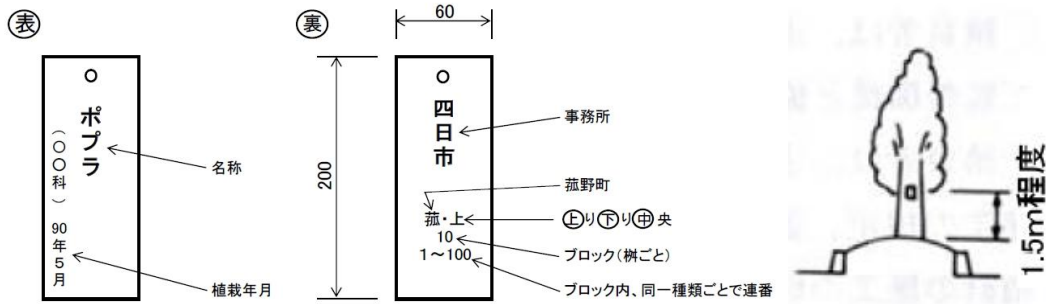 表
ポプラ
(〇〇科)
90年5月
名称
植栽年月
裏
60
200
四日市
菰・上
10
1～100
事務所
菰野町
上り下り中央
ブロック(桝ごと)
ブロック内、同一種類ごとで連番
1.5m程度